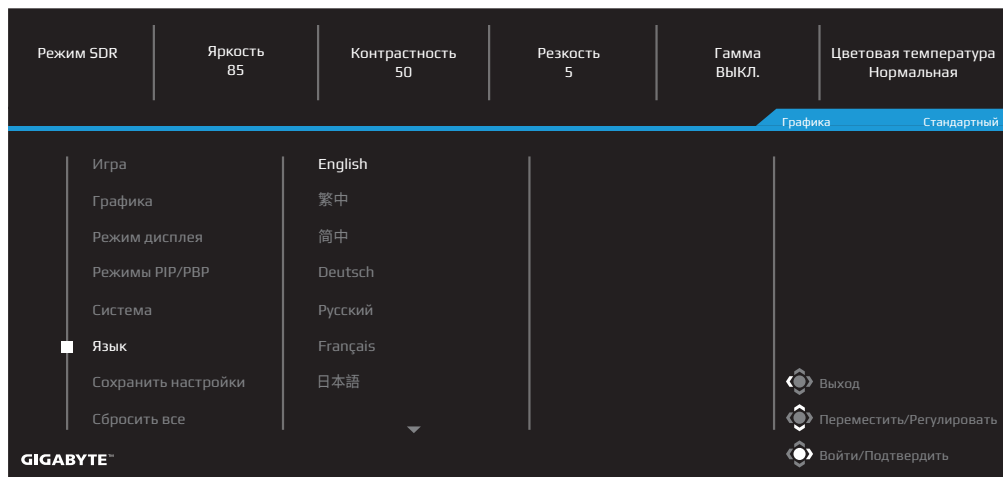 Режим SDR
Яркость
85
Контрастность
50
Резкость
5
Гамма
ВЫКЛ.
Цветовая температура
Нормальная
Графика Стандартный
Игра
Графика
Режим дисплея
Режимы PIP/PBP
Система
Язык
Сохранить настройки
Сбросить все
English
繁中
简中
Deutsch
Русский
Français
日本語
Выход
Переместить/Регулировать
Войти/Подтвердить
GIGABYTE™